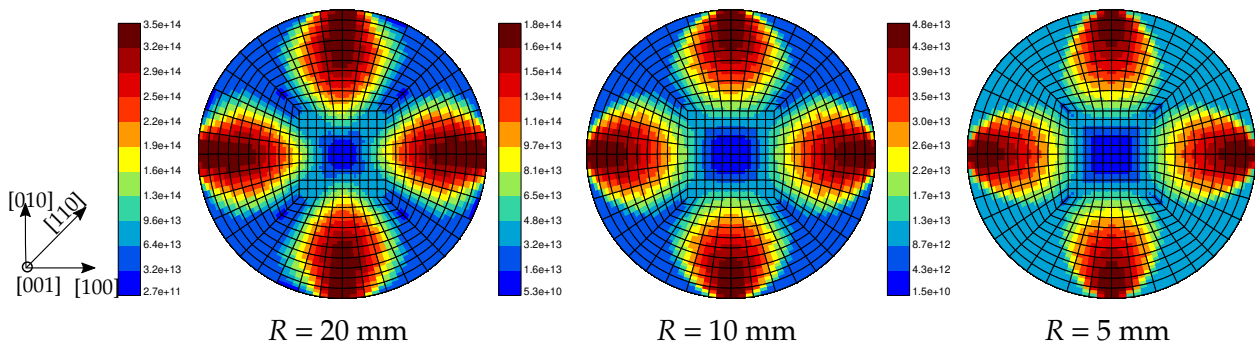 3.5e+14
3.2e+14
2.9e+14
2.5e+14
2.2e+14
1.9e+14
1.6e+14
1.3e+14
9.6e+13
6.4e+13
3.2e+13
2.7e+11
1.8e+14
1.6e+14
1.5e+14
1.3e+14
1.1e+14
9.7e+13
8.1e+13
6.5e+13
4.8e+13
3.2e+13
1.6e+13
5.3e+10
4.8e+13
4.3e+13
3.9e+13
3.5e+13
3.0e+13
2.6e+13
2.2e+13
1.7e+13
1.3e+13
8.7e+12
4.3e+12
1.5e+10
[010]
[110]
[001]
[100]
R = 20 mm
R = 10 mm
R = 5 mm